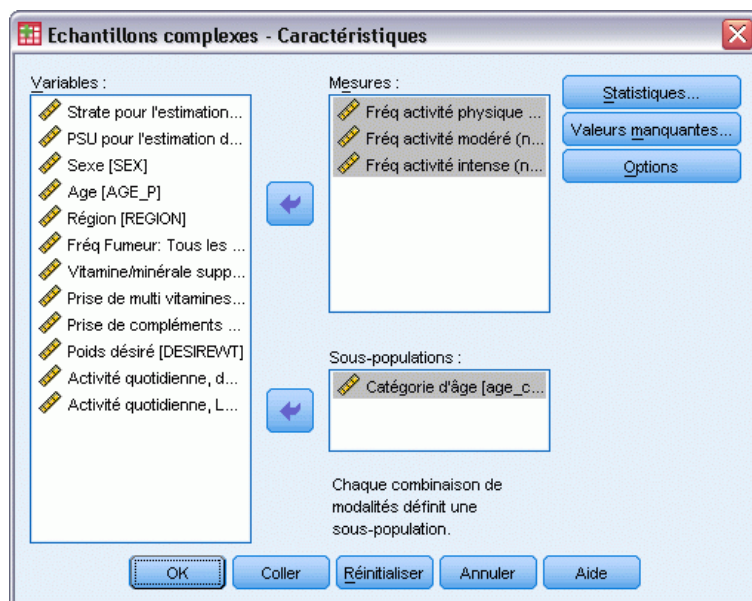 Echantillons complexes - Caractéristiques
Variables :
Strate pour l'estimation...
PSU pour l'estimation d...
Sexe [SEX]
Age [AGE_P]
Région [REGION]
Fréq Fumeur: Tous les ...
Vitamine/minérale supp...
Prise de multi vitamines...
Prise de compléments ...
Poids désiré [DESIREWT]
Activité quotidienne, d...
Activité quotidienne, L...
Mesures :
Fréq activité physique ...
Fréq activité modéré (n...
Fréq activité intense (n...
Sous-populations :
Catégorie d'âge [age_c...
Chaque combinaison de
modalités définit une
sous-population.
Statistiques...
Valeurs manquantes...
Options
OK Coller Réinitialiser Annuler Aide